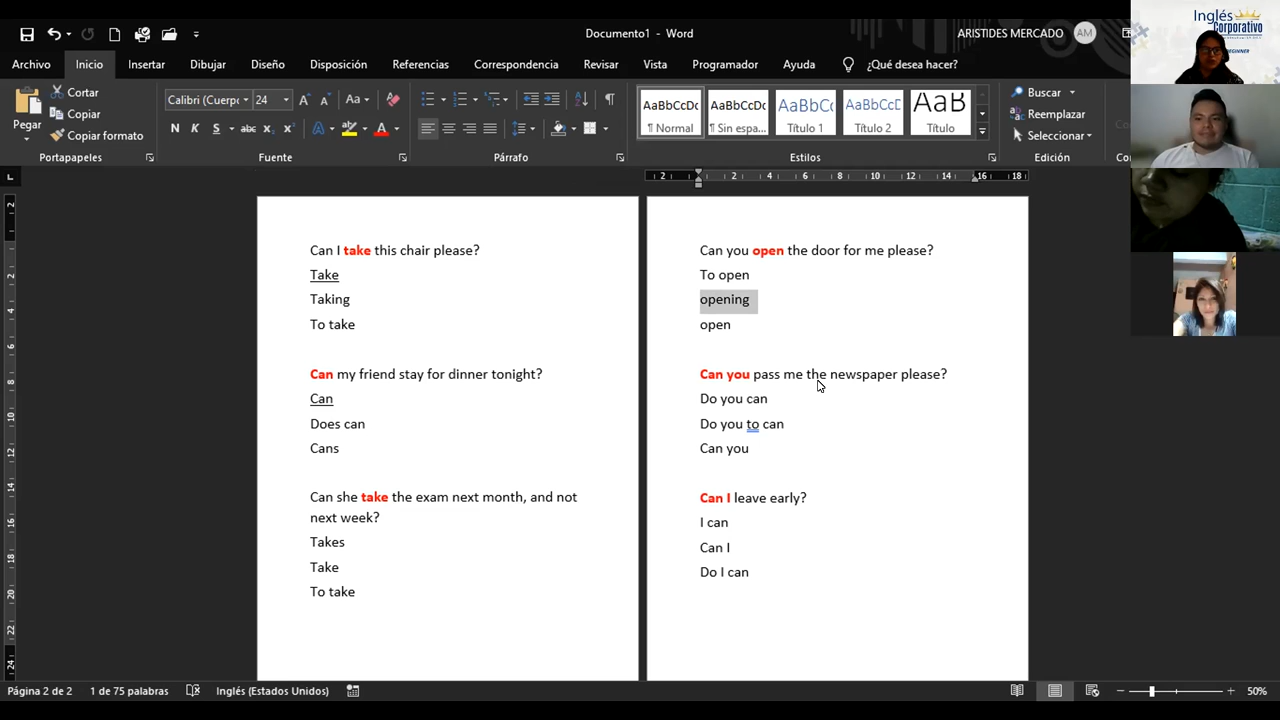 Documento1 - Word
ARISTIDES MERCADO
AM
Archivo
Inicio
Insertar
Dibujar
Diseño
Disposición
Referencias
Correspondencia
Revisar
Vista
Programador
Ayuda
¿Qué desea hacer?
Pegar
Cortar
Copiar
Copiar formato
Portapapeles
Calibri (Cuerp
24
Fuente
Párrafo
AaBbCcDc
¶ Normal
AaBbCcDc
¶ Sin espa...
AaBbCc
Título 1
AaBbCcD
Título 2
AaB
Título
Estilos
Buscar
Reemplazar
Seleccionar
Edición
Inglés
Corporativo
BEGINNER
Can I take this chair please?
Take
Taking
To take
Can my friend stay for dinner tonight?
Can
Does can
Cans
Can she take the exam next month, and not
next week?
Takes
Take
To take
Can you open the door for me please?
To open
opening
open
Can you pass me the newspaper please?
Do you can
Do you to can
Can you
Can I leave early?
I can
Can I
Do I can
Página 2 de 2
1 de 75 palabras
Inglés (Estados Unidos)
50%